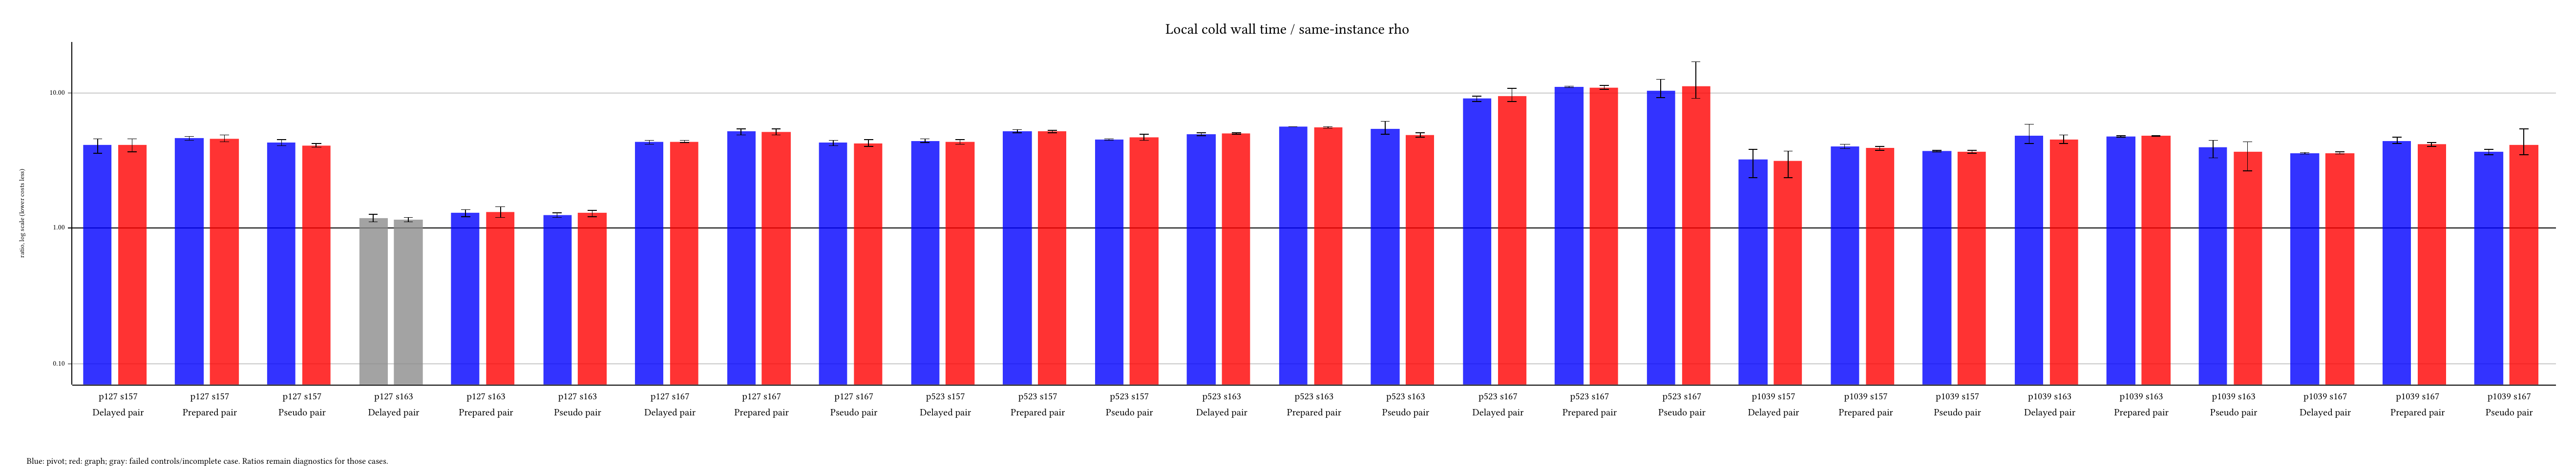 Local cold wall time / same-instance rho
ratio, log scale (lower costs less)
10.00
1.00
0.10
p127 s157 p127 s157 p127 s157 p127 s163 p127 s163 p127 s163 p127 s167 p127 s167 p127 s167 p523 s157 p523 s157 p523 s157 p523 s163 p523 s163 p523 s163 p523 s167 p523 s167 p523 s167 p1039 s157 p1039 s157 p1039 s157 p1039 s163 p1039 s163 p1039 s163 p1039 s167 p1039 s167 p1039 s167
Delayed pair Prepared pair Pseudo pair Delayed pair Prepared pair Pseudo pair Delayed pair Prepared pair Pseudo pair Delayed pair Prepared pair Pseudo pair Delayed pair Prepared pair Pseudo pair Delayed pair Prepared pair Pseudo pair Delayed pair Prepared pair Pseudo pair Delayed pair Prepared pair Pseudo pair Delayed pair Prepared pair Pseudo pair
Blue: pivot; red: graph; gray: failed controls/incomplete case. Ratios remain diagnostics for those cases.